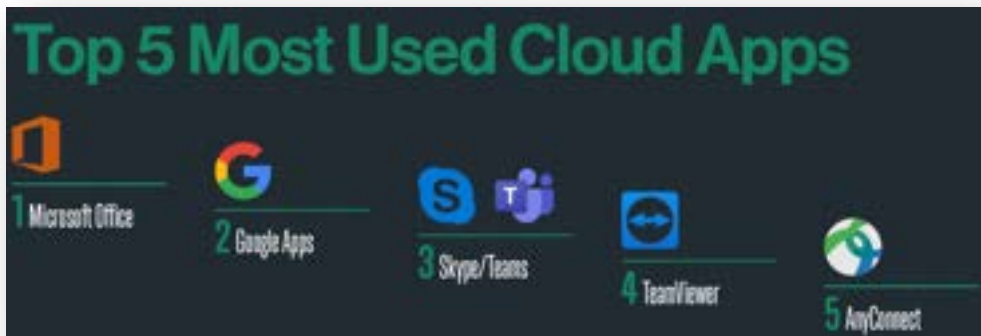 Top 5 Most Used Cloud Apps
1 Microsoft Office
2 Google Apps
3 Skype/Teams
4 TeamViewer
5 AnyConnect